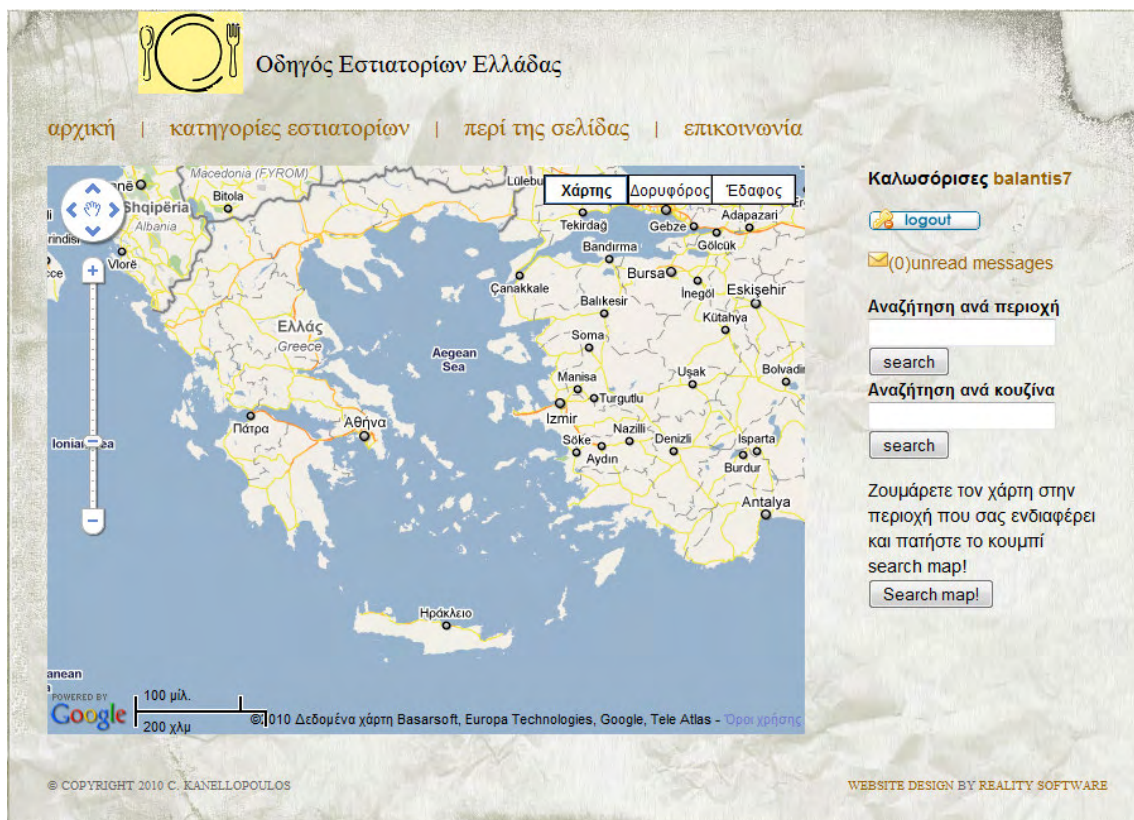 Οδηγός Εστιατορίων Ελλάδας
αρχική | κατηγορίες εστιατορίων | περί της σελίδας | επικοινωνία
Macedonia (FYROM)
Bitola
Shqipëria
Albania
Vlorë
Ελλάς
Greece
Πάτρα
Αθήνα
Aegean
Sea
Ηράκλειο
Χάρτης Δορυφόρος Έδαφος
Tekirdağ
Gebze
Adapazari
Gölcük
Bandırma
Bursa
Çanakkale
İnegöl
Eskişehir
Balıkesir
Kütahya
Soma
Manisa
Uşak
Turgutlu
Izmir
Nazilli
Söke
Denizli
Isparta
Aydın
Burdur
Antalya
POWERED BY
Google
100 μίλ.
200 χλμ
©2010 Δεδομένα χάρτη Basarsoft, Europa Technologies, Google, Tele Atlas - Όροι χρήσης
Καλωσόρισες balantis7
logout
(0)unread messages
Αναζήτηση ανά περιοχή
search
Αναζήτηση ανά κουζίνα
search
Ζουμάρετε τον χάρτη στην
περιοχή που σας ενδιαφέρει
και πατήστε το κουμπί
search map!
Search map!
© COPYRIGHT 2010 C. KANELLOPOULOS
WEBSITE DESIGN BY REALITY SOFTWARE